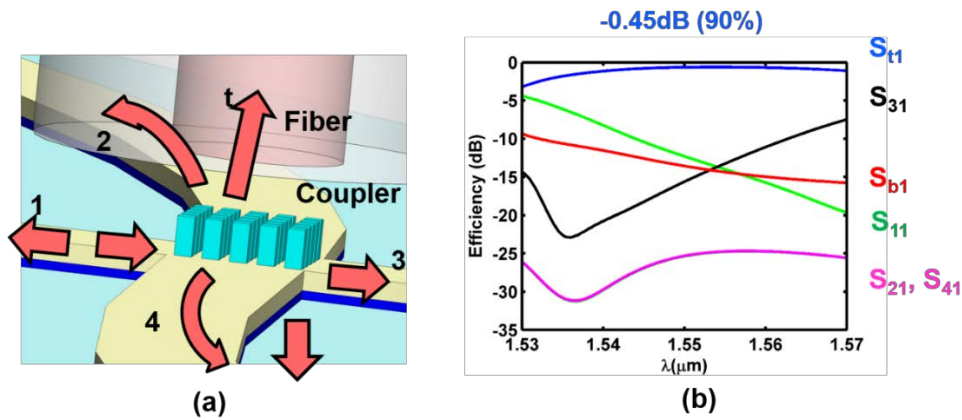 -0.45dB (90%)
t
Fiber
2
Coupler
1
3
4
(a)
Efficiency (dB)
0
-5
-10
-15
-20
-25
-30
-35
1.53
1.54
1.55
1.56
1.57
λ(μm)
St1
S31
Sb1
S11
S21, S41
(b)